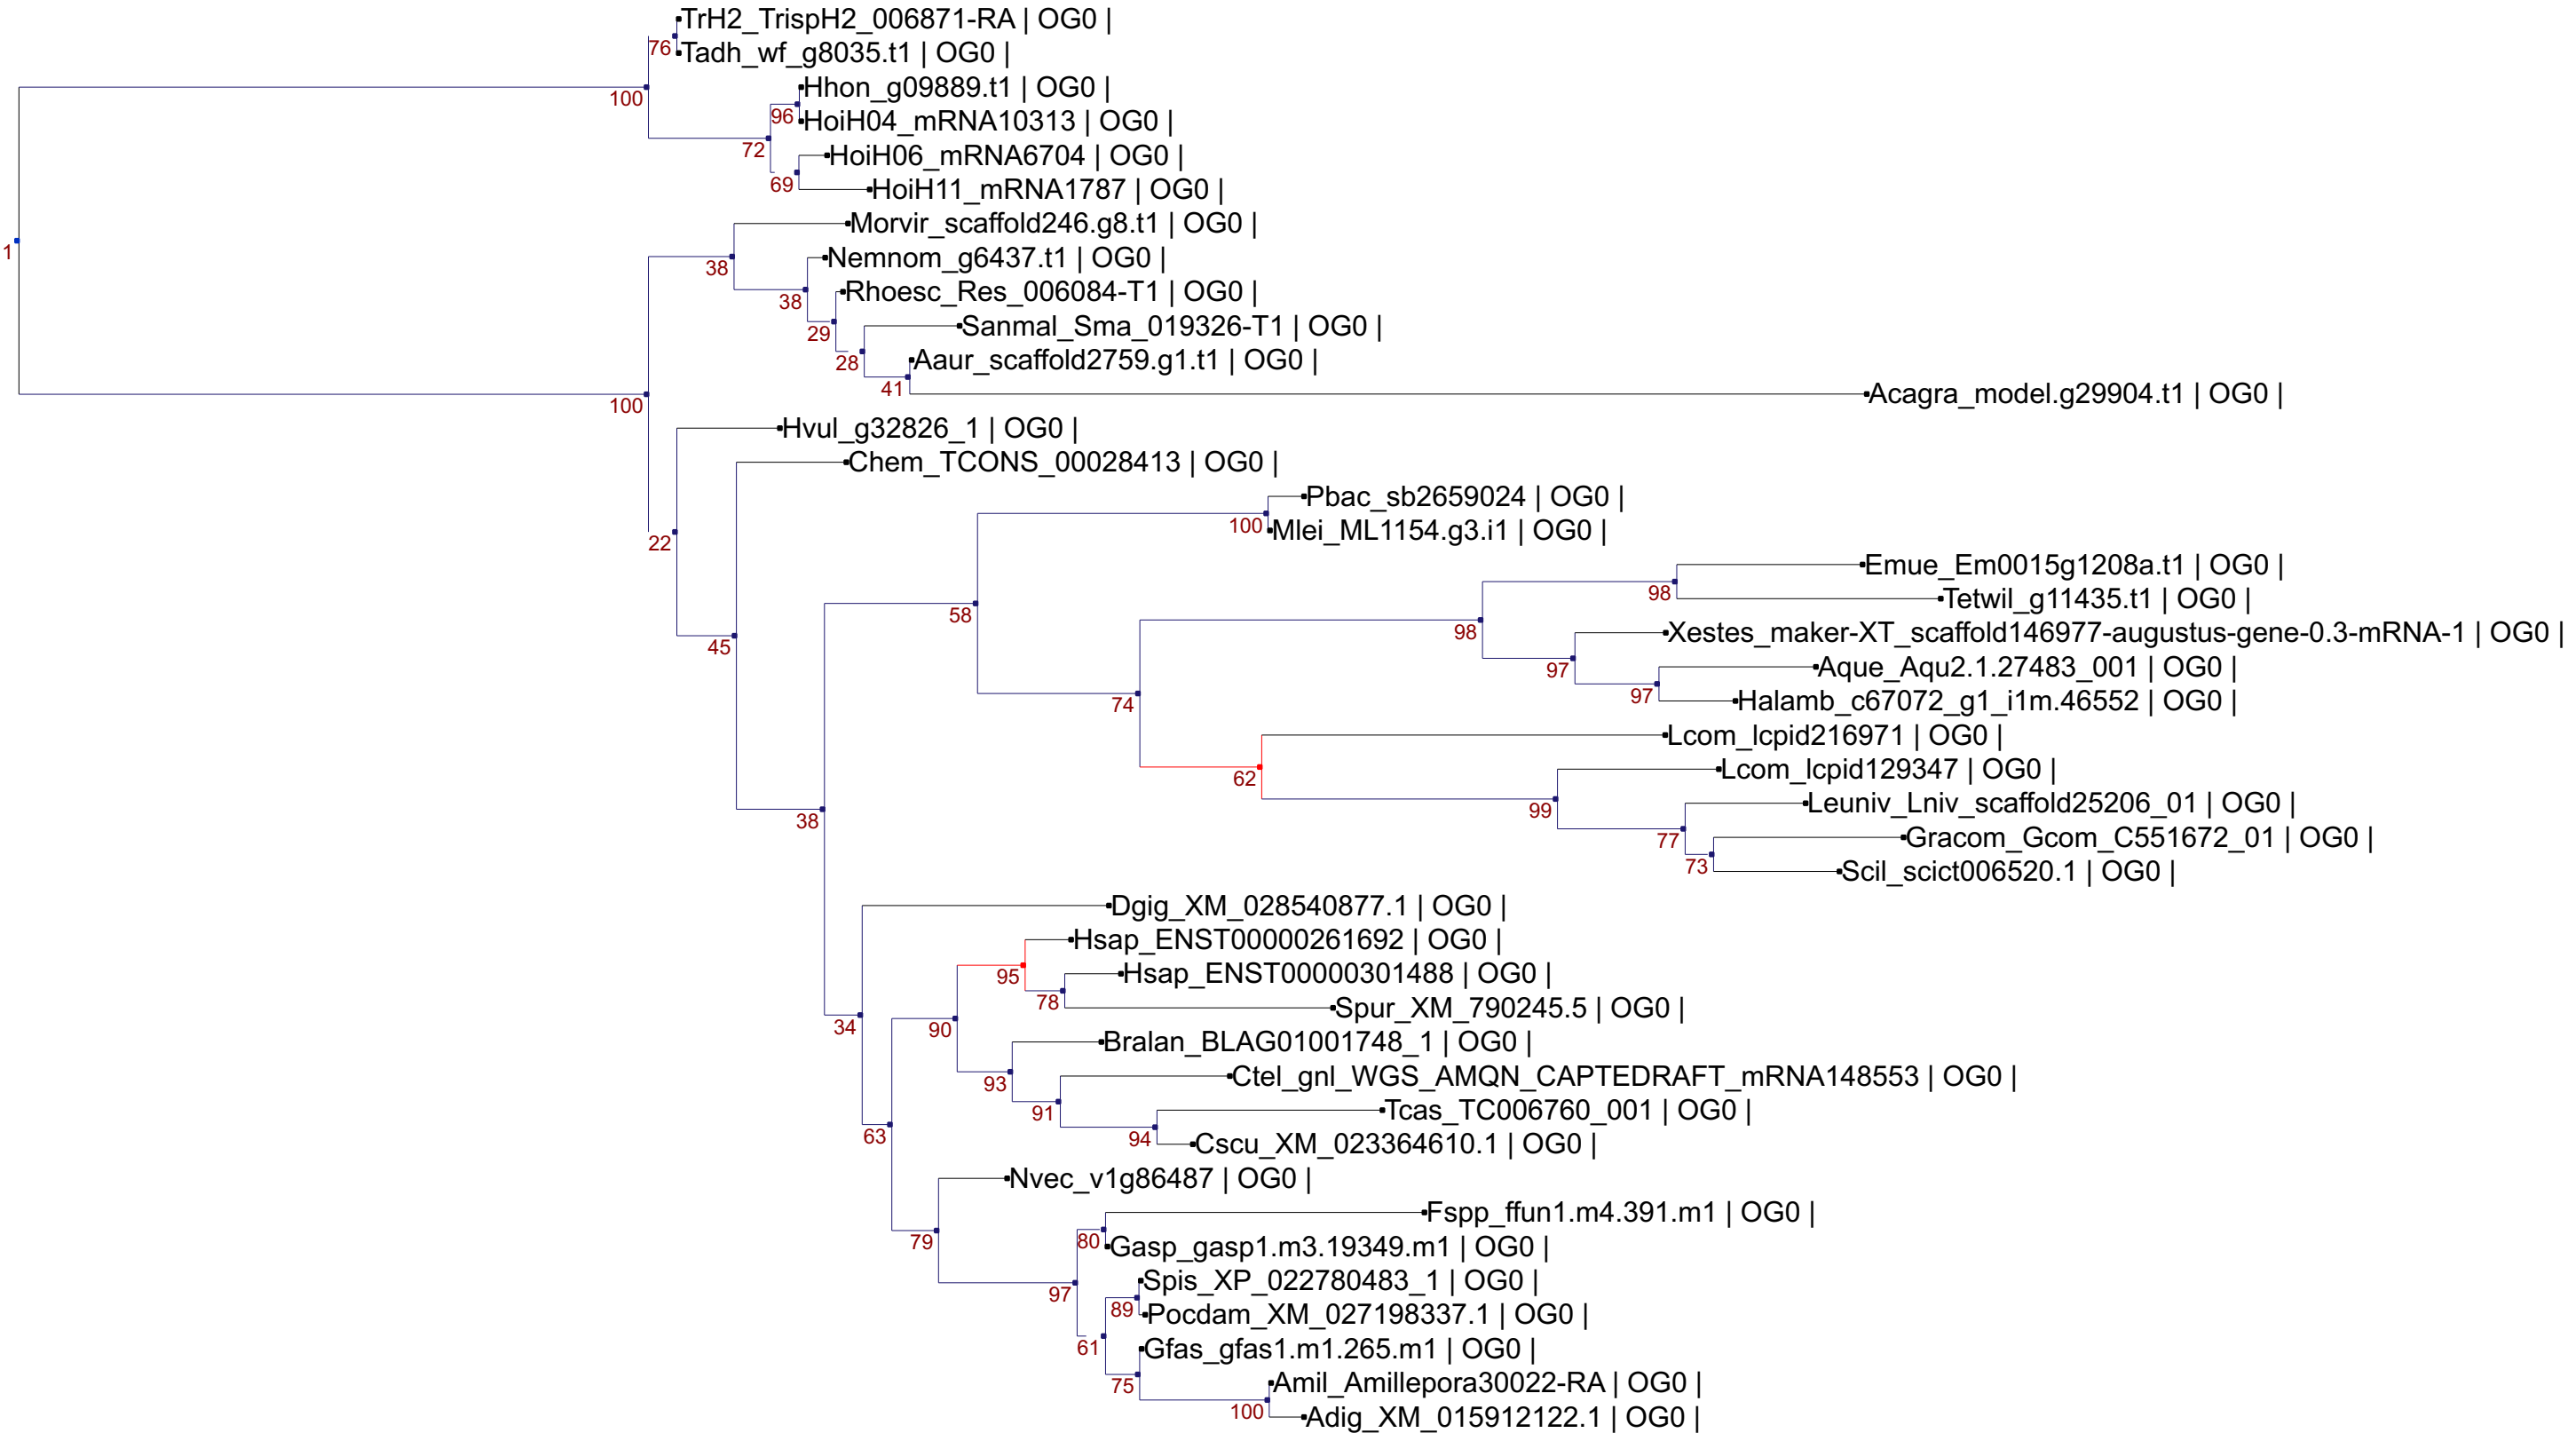 TrH2_TrispH2_006871-RA | OG0 |
76
Tadh_wf_g8035.t1 | OG0 |
Hhon_g09889.t1 | OG0 |
100
96
HoiH04_mRNA10313 | OG0 |
72
HoiH06_mRNA6704 | OG0 |
69
HoiH11_mRNA1787 | OG0 |
Morvir_scaffold246.g8.t1 | OG0 |
1
38
Nemnom_g6437.t1 | OG0 |
38
Rhoesc_Res_006084-T1 | OG0 |
29
Sanmal_Sma_019326-T1 | OG0 |
28
Aaur_scaffold2759.g1.t1 | OG0 |
41
Acagra_model.g29904.t1 | OG0 |
100
Hvul_g32826_1 | OG0 |
Chem_TCONS_00028413 | OG0 |
Pbac_sb2659024 | OG0 |
100
Mlei_ML1154.g3.i1 | OG0 |
22
Emue_Em0015g1208a.t1 | OG0 |
98
Tetwil_g11435.t1 | OG0 |
58
98
Xestes_maker-XT_scaffold146977-augustus-gene-0.3-mRNA-1 | OG0 |
45
97
Aque_Aqu2.1.27483_001 | OG0 |
97
Halamb_c67072_g1_i1m.46552 | OG0 |
74
Lcom_lcpid216971 | OG0 |
62
Lcom_lcpid129347 | OG0 |
99
Leuniv_Lniv_scaffold25206_01 | OG0 |
38
77
Gracom_Gcom_C551672_01 | OG0 |
73
Scil_scict006520.1 | OG0 |
Dgig_XM_028540877.1 | OG0 |
Hsap_ENST00000261692 | OG0 |
95
Hsap_ENST00000301488 | OG0 |
78
Spur_XM_790245.5 | OG0 |
34
90
Bralan_BLAG01001748_1 | OG0 |
93
Ctel_gnl_WGS_AMQN_CAPTEDRAFT_mRNA148553 | OG0 |
91
Tcas_TC006760_001 | OG0 |
63
94
Cscu_XM_023364610.1 | OG0 |
Nvec_v1g86487 | OG0 |
Fspp_ffun1.m4.391.m1 | OG0 |
79
80
Gasp_gasp1.m3.19349.m1 | OG0 |
97
Spis_XP_022780483_1 | OG0 |
89
Pocdam_XM_027198337.1 | OG0 |
61
Gfas_gfas1.m1.265.m1 | OG0 |
75
Amil_Amillepora30022-RA | OG0 |
100
Adig_XM_015912122.1 | OG0 |